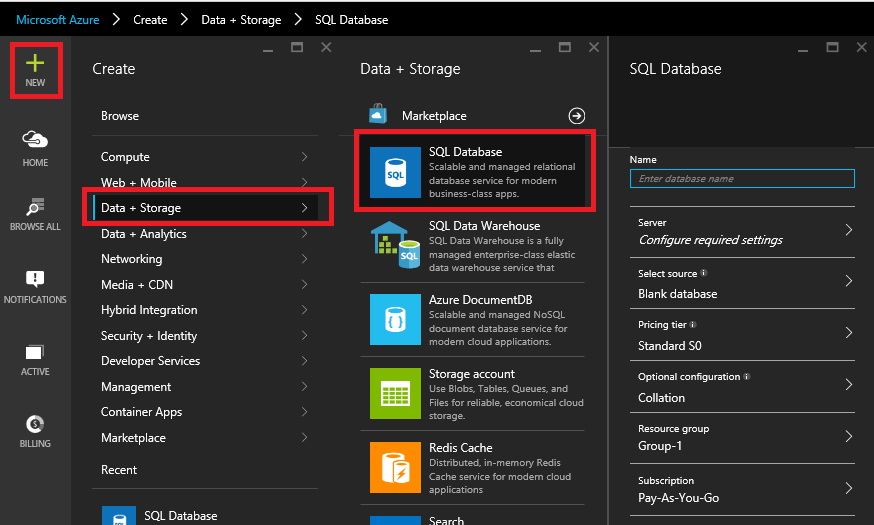 Microsoft Azure > Create > Data + Storage > SQL Database
NEW
HOME
BROWSE ALL
NOTIFICATIONS
ACTIVE
BILLING
Create
Browse
Compute
Web + Mobile
Data + Storage
Data + Analytics
Networking
Media + CDN
Hybrid Integration
Security + Identity
Developer Services
Management
Container Apps
Marketplace
Recent
SQL
SQL Database
Data + Storage
Marketplace
SQL
SQL Database
Scalable and managed relational
database service for modern
business-class apps.
SQL
SQL Data Warehouse
SQL Data Warehouse is a fully
managed enterprise-class elastic
data warehouse service that
Azure DocumentDB
Scalable and managed NoSQL
document database service for
modern cloud applications.
Storage account
Use Blobs, Tables, Queues, and
Files for reliable, economical cloud
storage.
Redis Cache
Distributed, in-memory Redis
Cache service for modern cloud
applications
Search
SQL Database
Name
Enter database name
Server
Configure required settings
Select source
Blank database
Pricing tier
Standard S0
Optional configuration
Collation
Resource group
Group-1
Subscription
Pay-As-You-Go